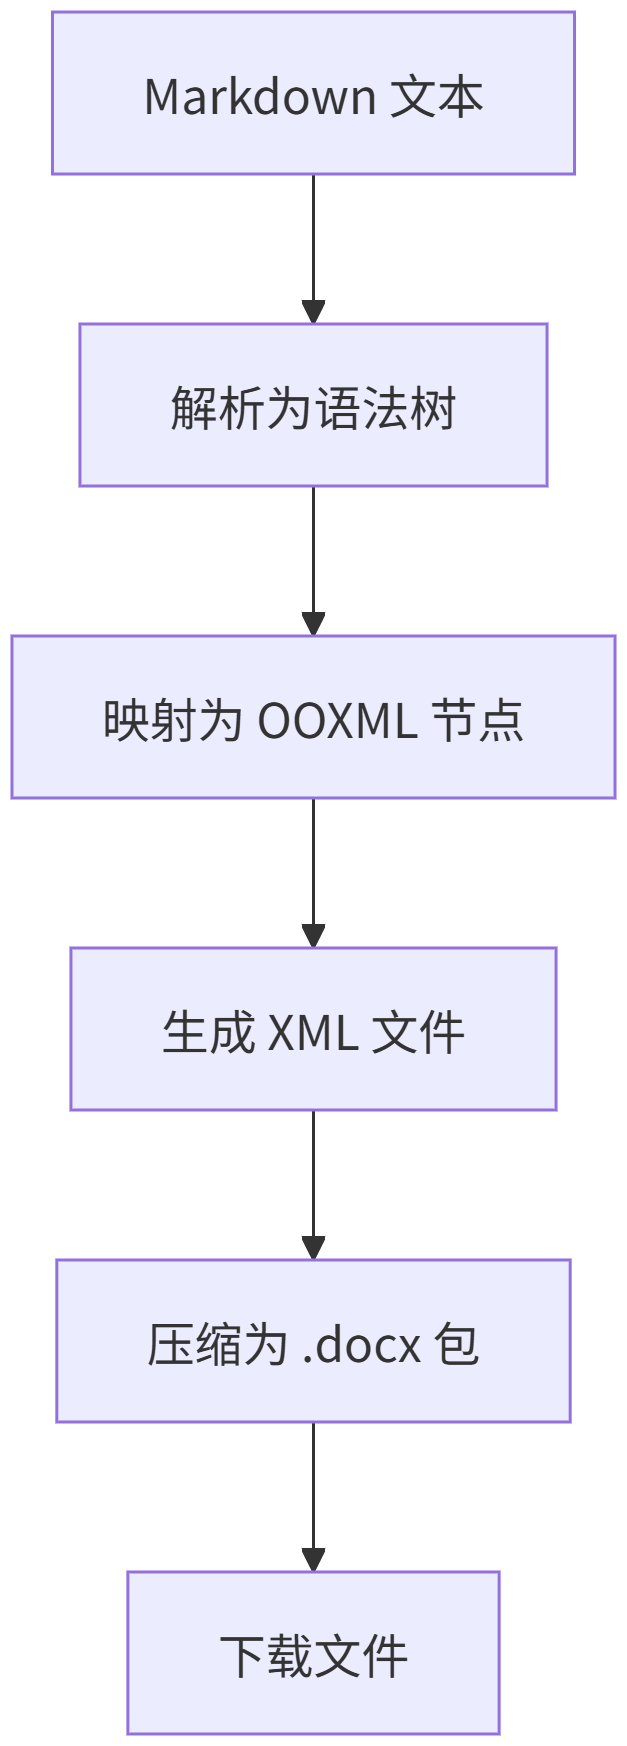 Markdown 文本
解析为语法树
映射为 OOXML 节点
生成 XML 文件
压缩为 .docx 包
下载文件